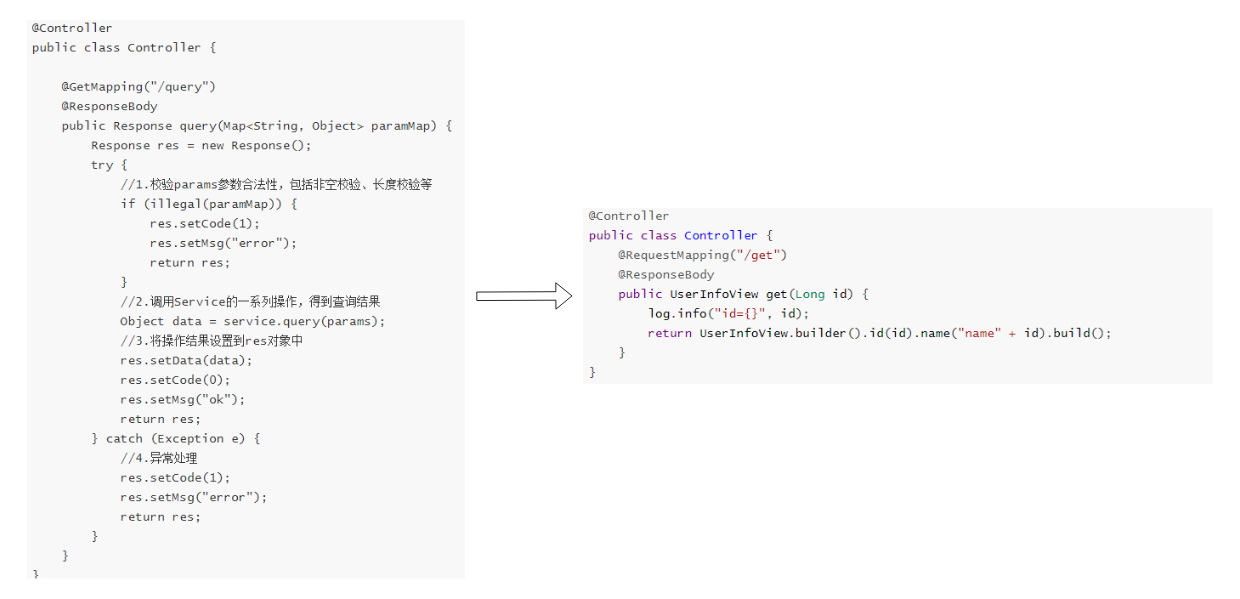 @Controller
public class Controller {
@GetMapping("/query")
@ResponseBody
public Response query(Map<String, Object> paramMap) {
Response res = new Response();
try {
//1.校验params参数合法性，包括非空校验、长度校验等
if (illegal(paramMap)) {
res.setCode(1);
res.setMsg("error");
return res;
}
//2.调用Service的一系列操作，得到查询结果
Object data = service.query(params);
//3.将操作结果设置到res对象中
res.setData(data);
res.setCode(0);
res.setMsg("ok");
return res;
} catch (Exception e) {
//4.异常处理
res.setCode(1);
res.setMsg("error");
return res;
}
}
}
@Controller
public class Controller {
@RequestMapping("/get")
@ResponseBody
public UserInfoView get(Long id) {
log.info("id={}", id);
return UserInfoView.builder().id(id).name("name" + id).build();
}
}